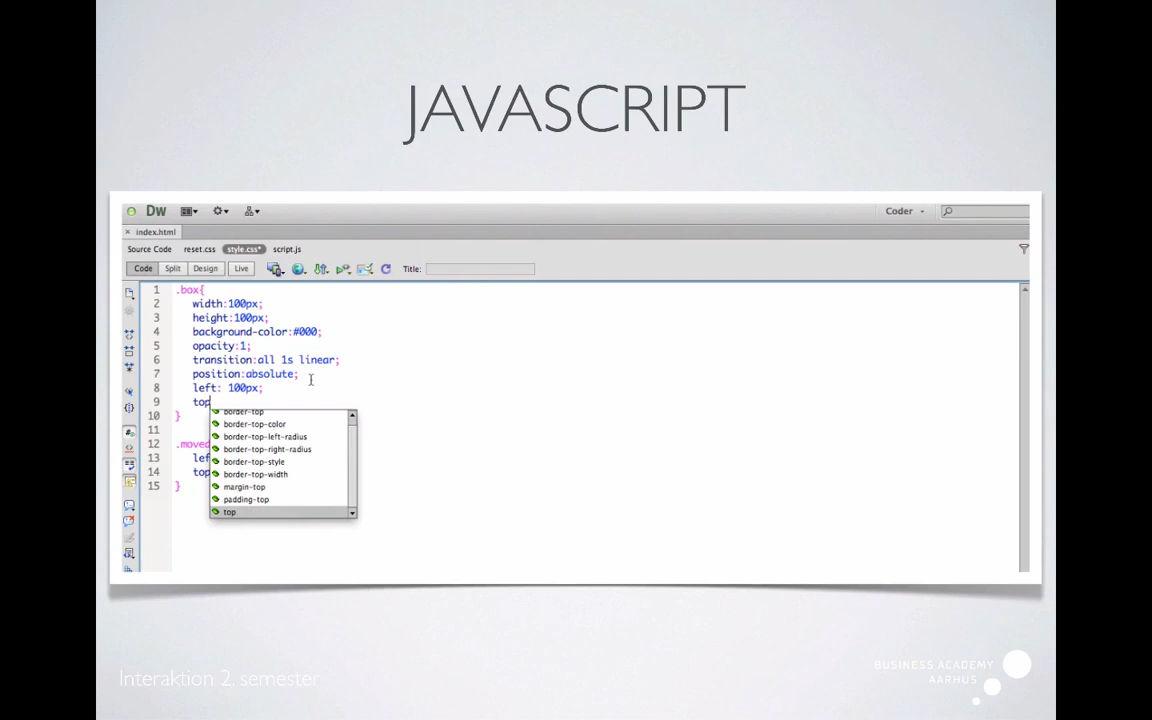 JAVASCRIPT
Dw
Coder
× index.html
Source Code reset.css style.css* script.js
Code Split Design Live Title:
1 .box{
2 width:100px;
3 height:100px;
4 background-color:#000;
5 opacity:1;
6 transition:all 1s linear;
7 position:absolute;
8 left: 100px;
9 top
10 }
11
12 .moved
13 lef
14 top
15 }
border-top
border-top-color
border-top-left-radius
border-top-right-radius
border-top-style
border-top-width
margin-top
padding-top
top
Interaktion 2. semester
BUSINESS ACADEMY
AARHUS